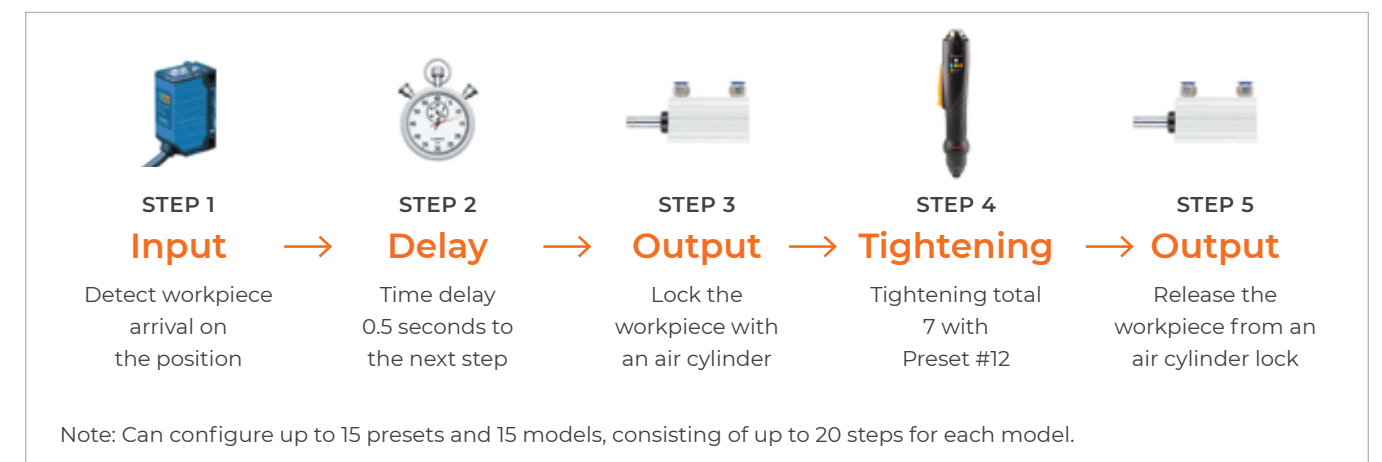 STEP 1
Input
Detect workpiece
arrival on
the position
STEP 2
Delay
Time delay
0.5 seconds to
the next step
STEP 3
Output
Lock the
workpiece with
an air cylinder
STEP 4
Tightening
Tightening total
7 with
Preset #12
STEP 5
Output
Release the
workpiece from an
air cylinder lock
Note: Can configure up to 15 presets and 15 models, consisting of up to 20 steps for each model.